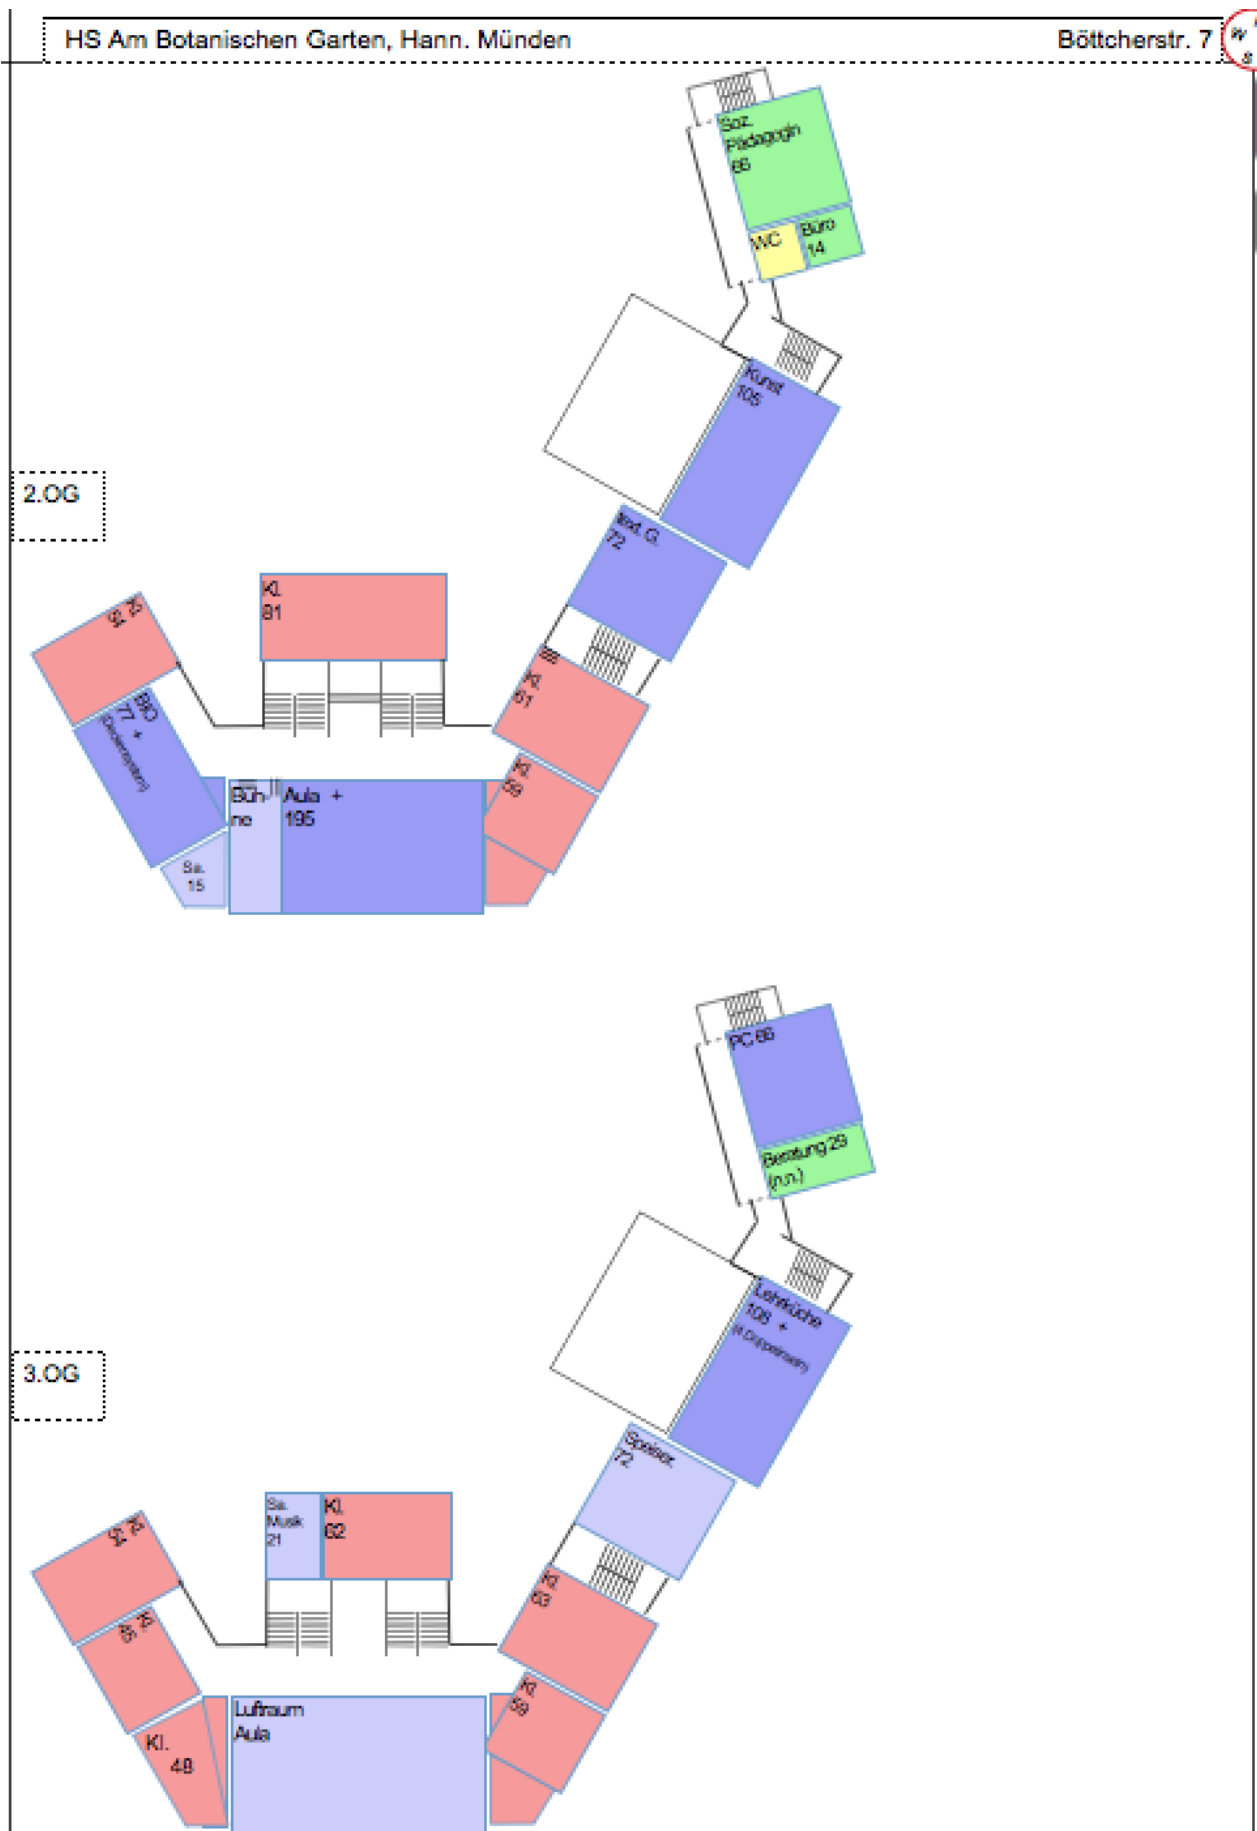 HS Am Botanischen Garten, Hann. Münden
Böttcherstr. 7
W
S
Soz.
Pädagogin
66
WC
Büro
14
Kunst
2.OG
text. G.
72
Kl.
81
Kl.
61
Kl.
59
BIO
77 +
Büh-
ne
Aula +
195
Sa.
15
PC 66
Beratung 29
(n.n.)
Lehrküche
108 +
(4 Doppelinseln)
3.OG
Speiser.
72
Sa.
Musik
21
Kl.
62
Kl.
63
Kl.
59
Luftraum
Aula
Kl.
48